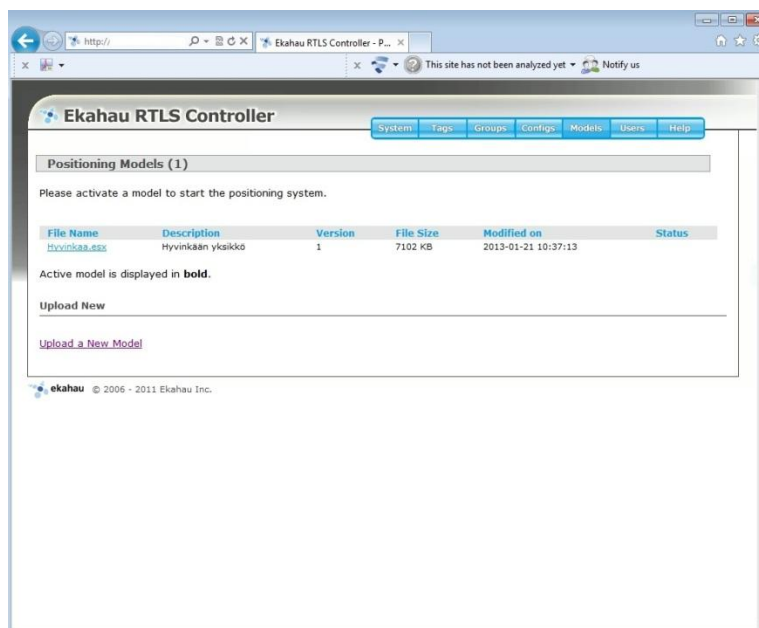 http://
Ekahau RTLS Controller - P...
This site has not been analyzed yet
Notify us
Ekahau RTLS Controller
System Tags Groups Configs Models Users Help
Positioning Models (1)
Please activate a model to start the positioning system.
File Name Description Version File Size Modified on Status
Hyvinkaa.esx Hyvinkään yksikkö 1 7102 KB 2013-01-21 10:37:13
Active model is displayed in bold.
Upload New
Upload a New Model
ekahau © 2006 - 2011 Ekahau Inc.